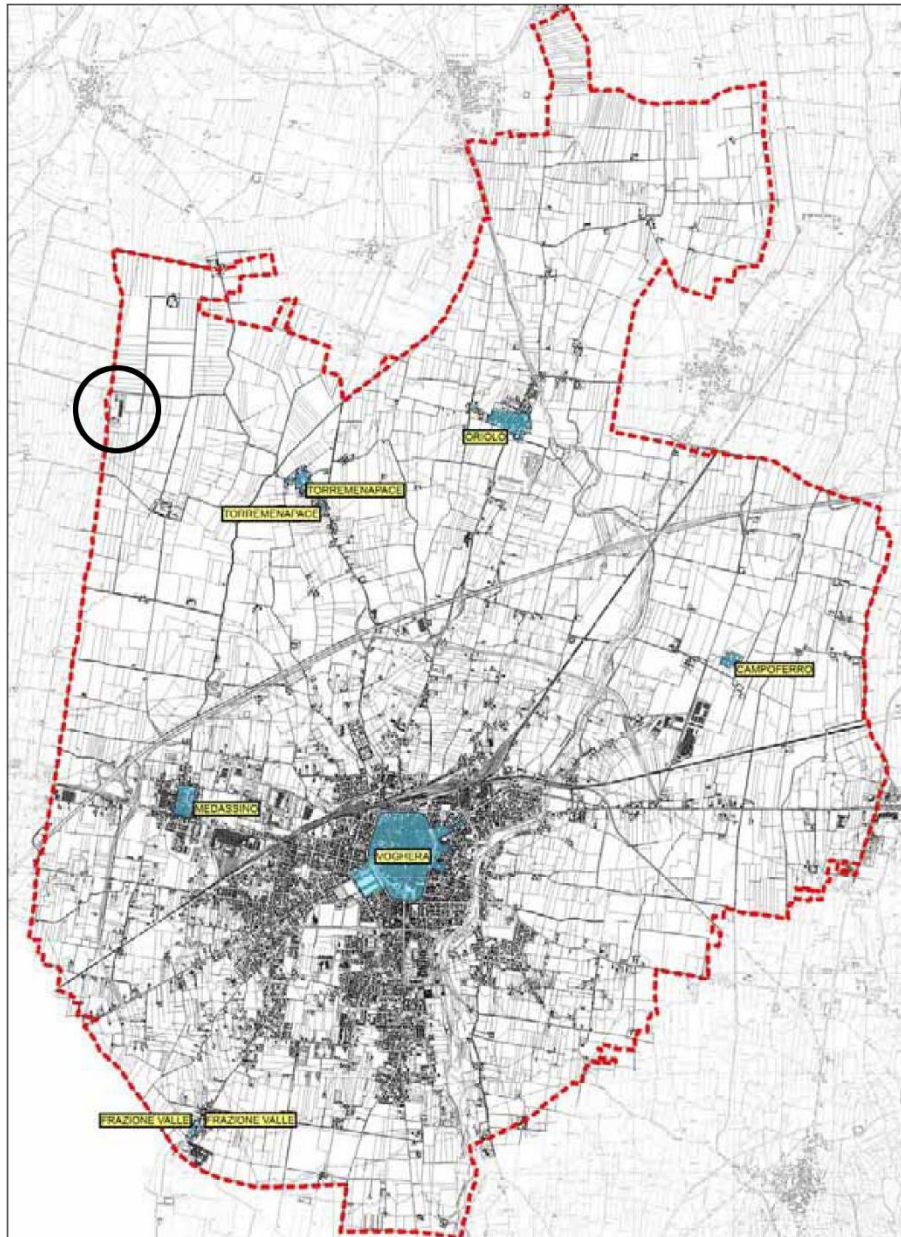 ORIOLO
TORREMENAPACE
TORREMENAPACE
CAMPOFERRO
MEDASSINO
VOGHERA
FRAZIONE VALLE FRAZIONE VALLE